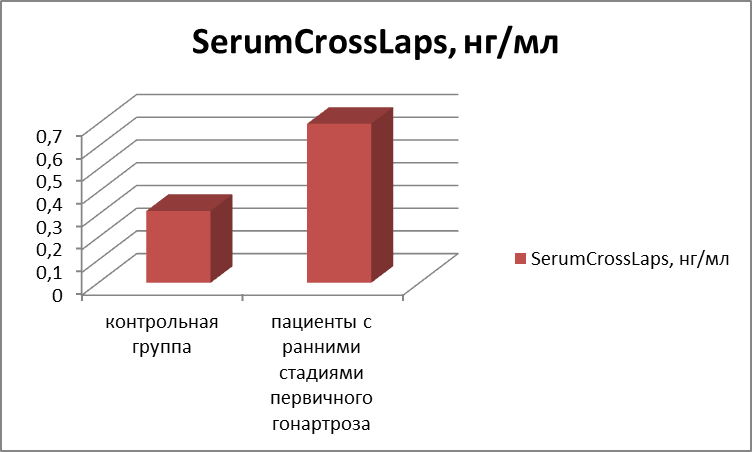 SerumCrossLaps, нг/мл
0,7
0,6
0,5
0,4
0,3
0,2
0,1
0
контрольная
группа
пациенты с
ранними
стадиями
первичного
гонартроза
SerumCrossLaps, нг/мл